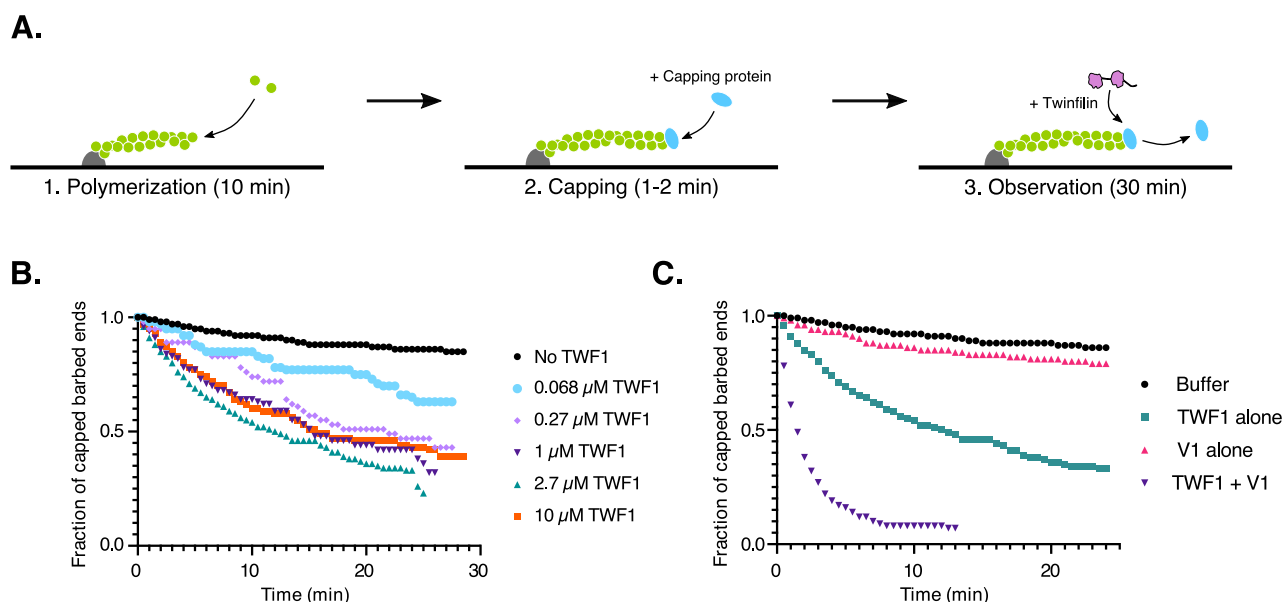 A.
+ Capping protein
+ Twinfilin
1. Polymerization (10 min)
2. Capping (1-2 min)
3. Observation (30 min)
B.
Fraction of capped barbed ends
1.0
0.5
0.0
0
10
20
30
Time (min)
No TWF1
0.068 µM TWF1
0.27 µM TWF1
1 µM TWF1
2.7 µM TWF1
10 µM TWF1
C.
Fraction of capped barbed ends
1.0
0.5
0.0
0
10
20
Time (min)
Buffer
TWF1 alone
V1 alone
TWF1 + V1